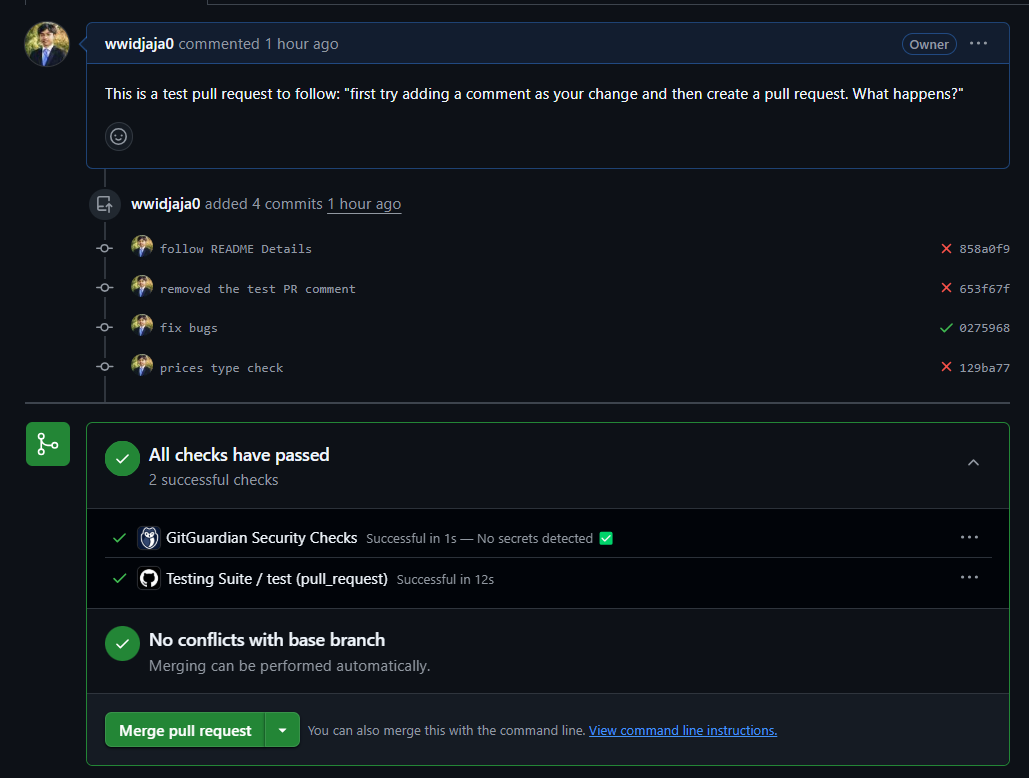 wwidjaja0 commented 1 hour ago Owner
This is a test pull request to follow: "first try adding a comment as your change and then create a pull request. What happens?"
wwidjaja0 added 4 commits 1 hour ago
follow README Details 858a0f9
removed the test PR comment 653f67f
fix bugs 0275968
prices type check 129ba77
All checks have passed
2 successful checks
GitGuardian Security Checks Successful in 1s — No secrets detected ✅
Testing Suite / test (pull_request) Successful in 12s
No conflicts with base branch
Merging can be performed automatically.
Merge pull request You can also merge this with the command line. View command line instructions.